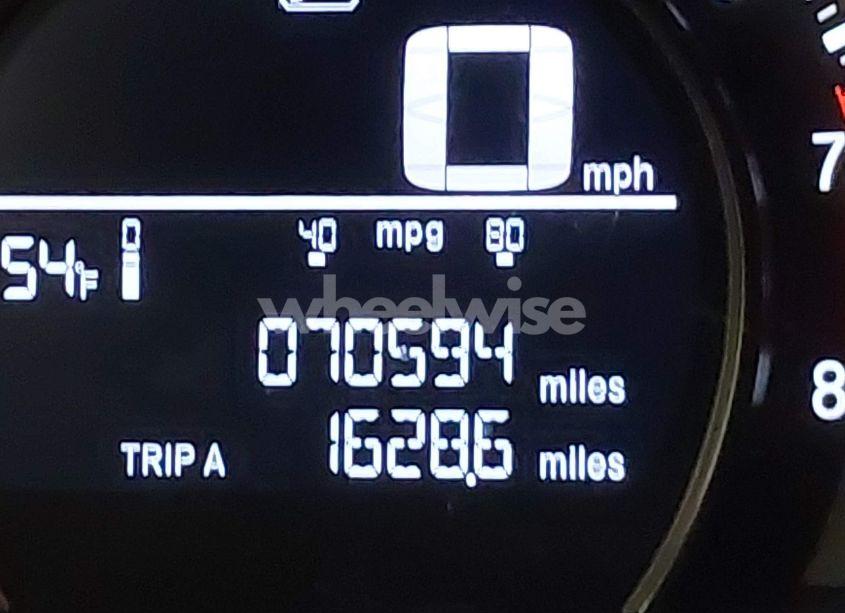 0 mph
7
54°F 0 40 mpg 80
wheelwise
070594 miles
8
TRIP A 1628.6 miles